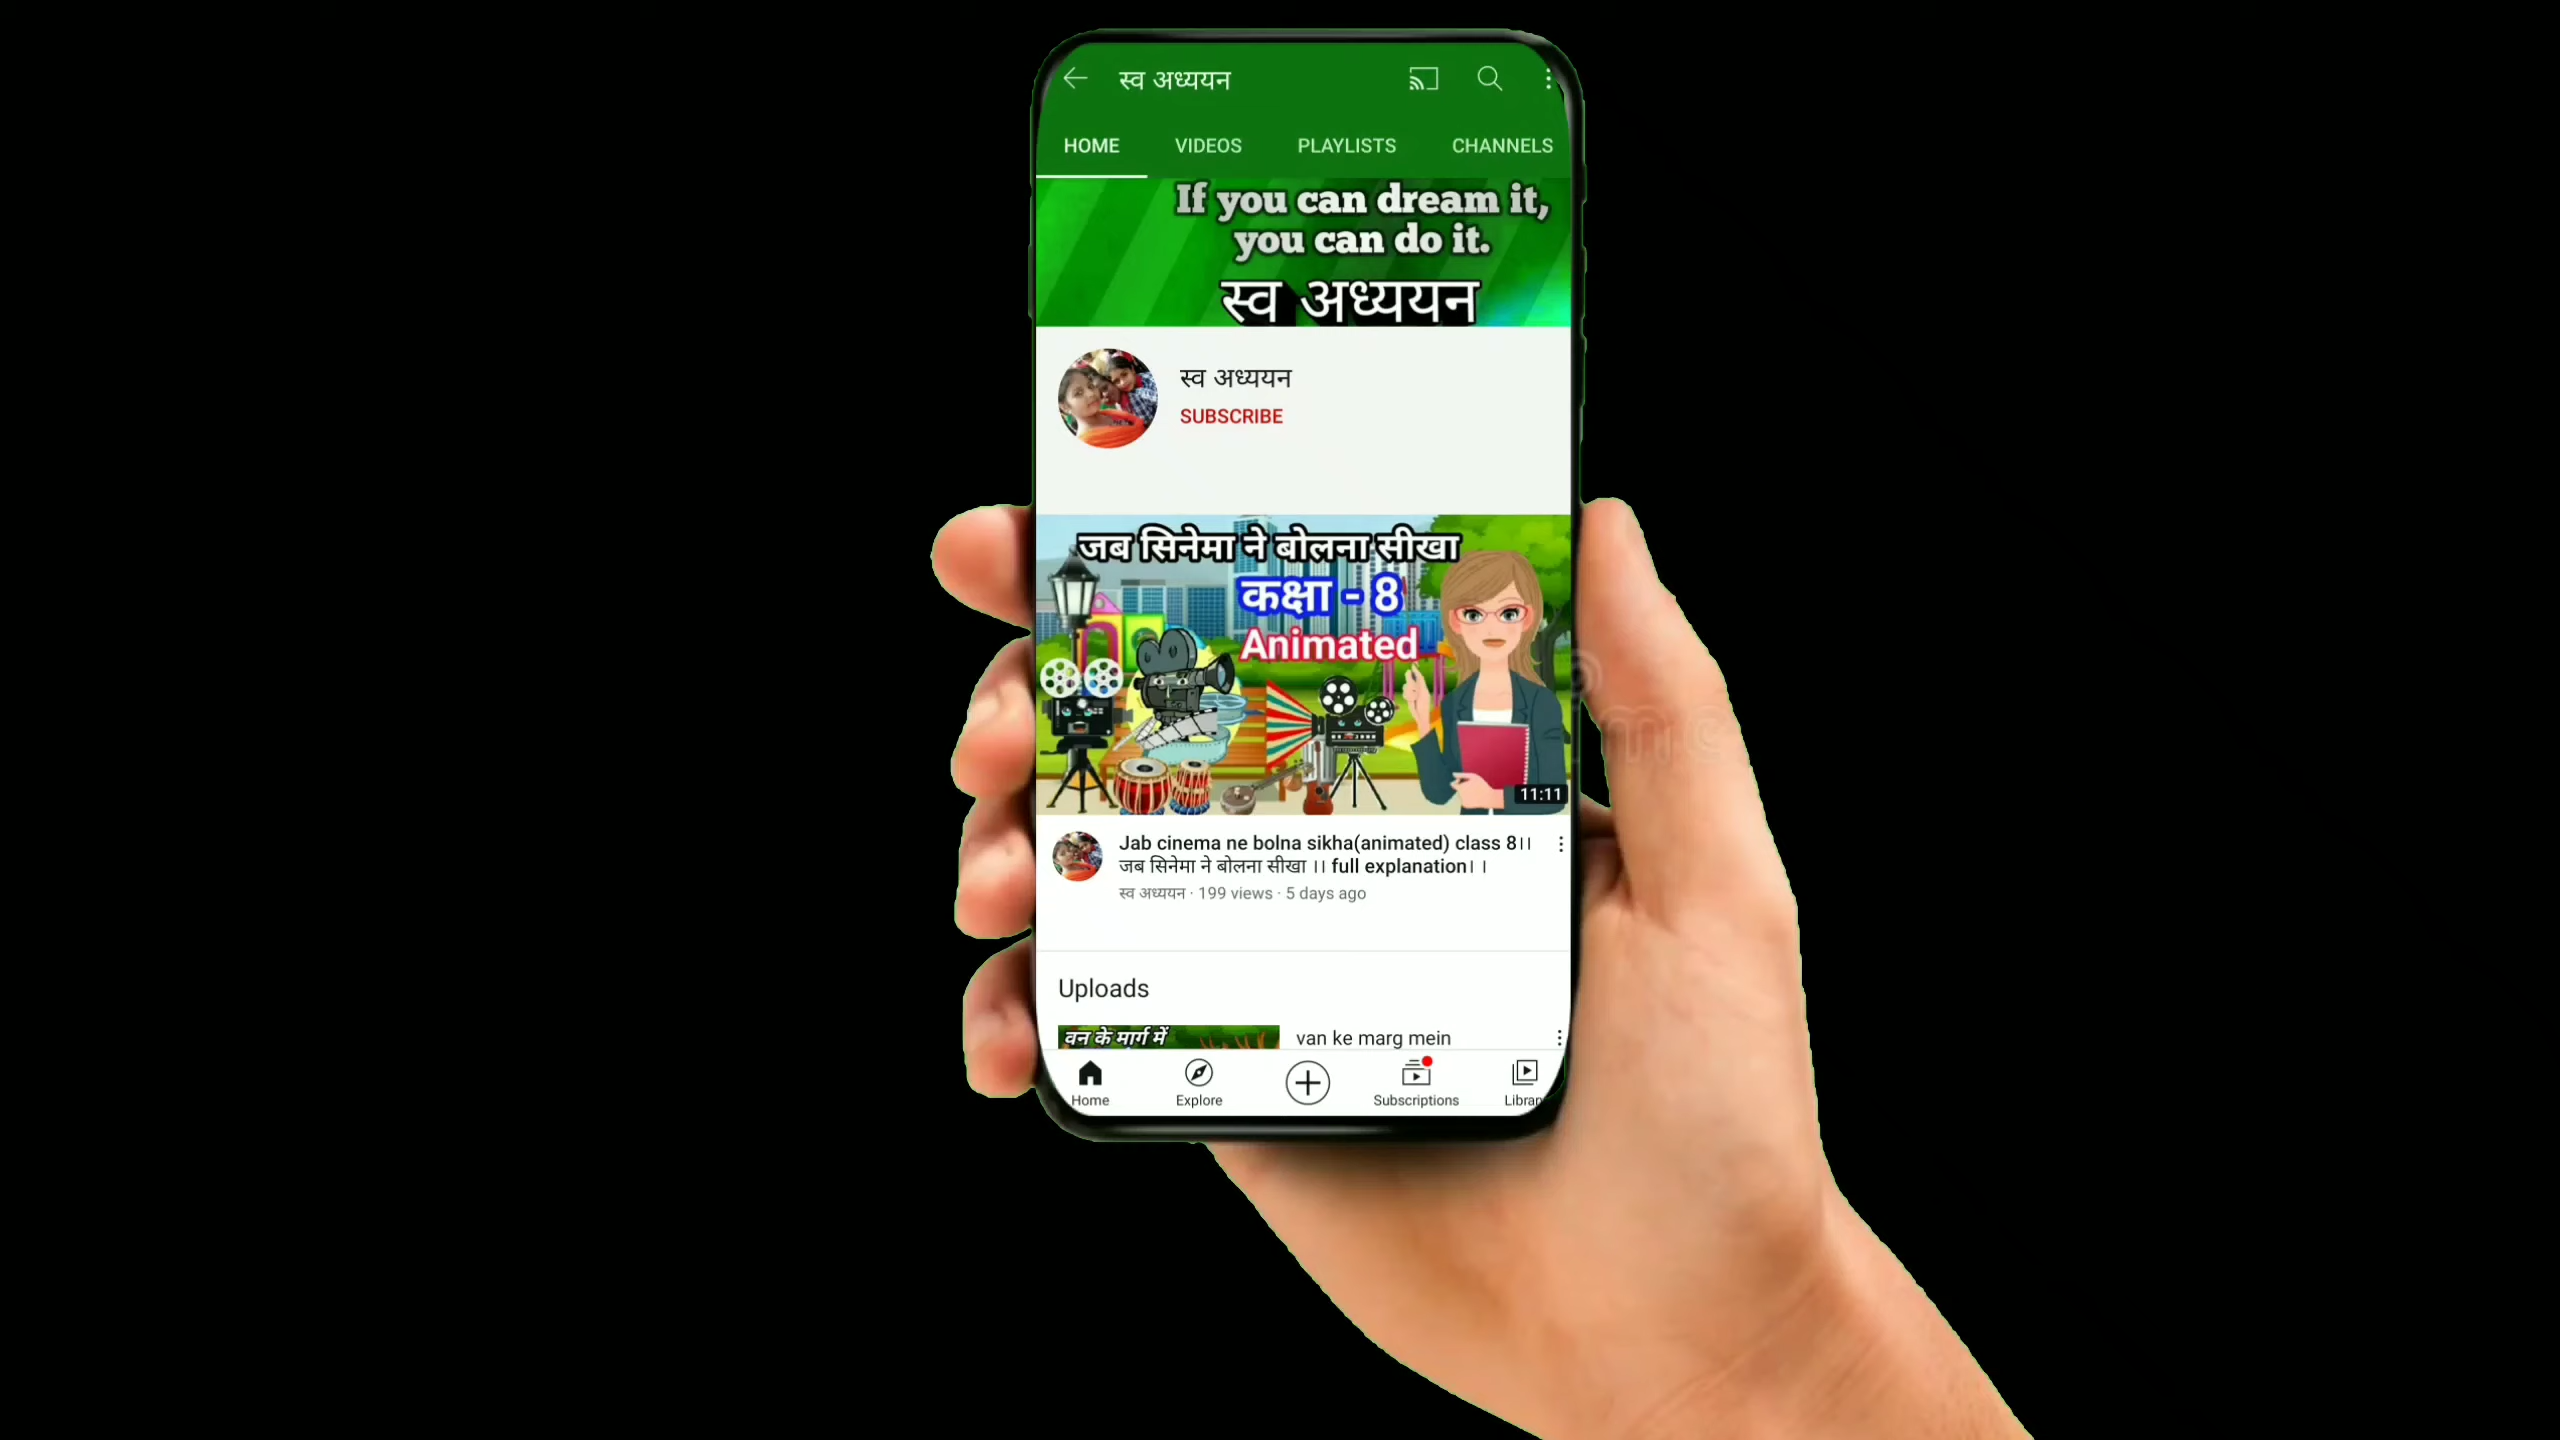 स्व अध्ययन
HOME VIDEOS PLAYLISTS CHANNELS
If you can dream it,
you can do it.
स्व अध्ययन
स्व अध्ययन
SUBSCRIBE
जब सिनेमा ने बोलना सीखा
कक्षा - 8
Animated
11:11
Jab cinema ne bolna sikha(animated) class 8।।
जब सिनेमा ने बोलना सीखा ।। full explanation।।
स्व अध्ययन · 199 views · 5 days ago
Uploads
वन के मार्ग में
van ke marg mein
Home Explore Subscriptions Librar